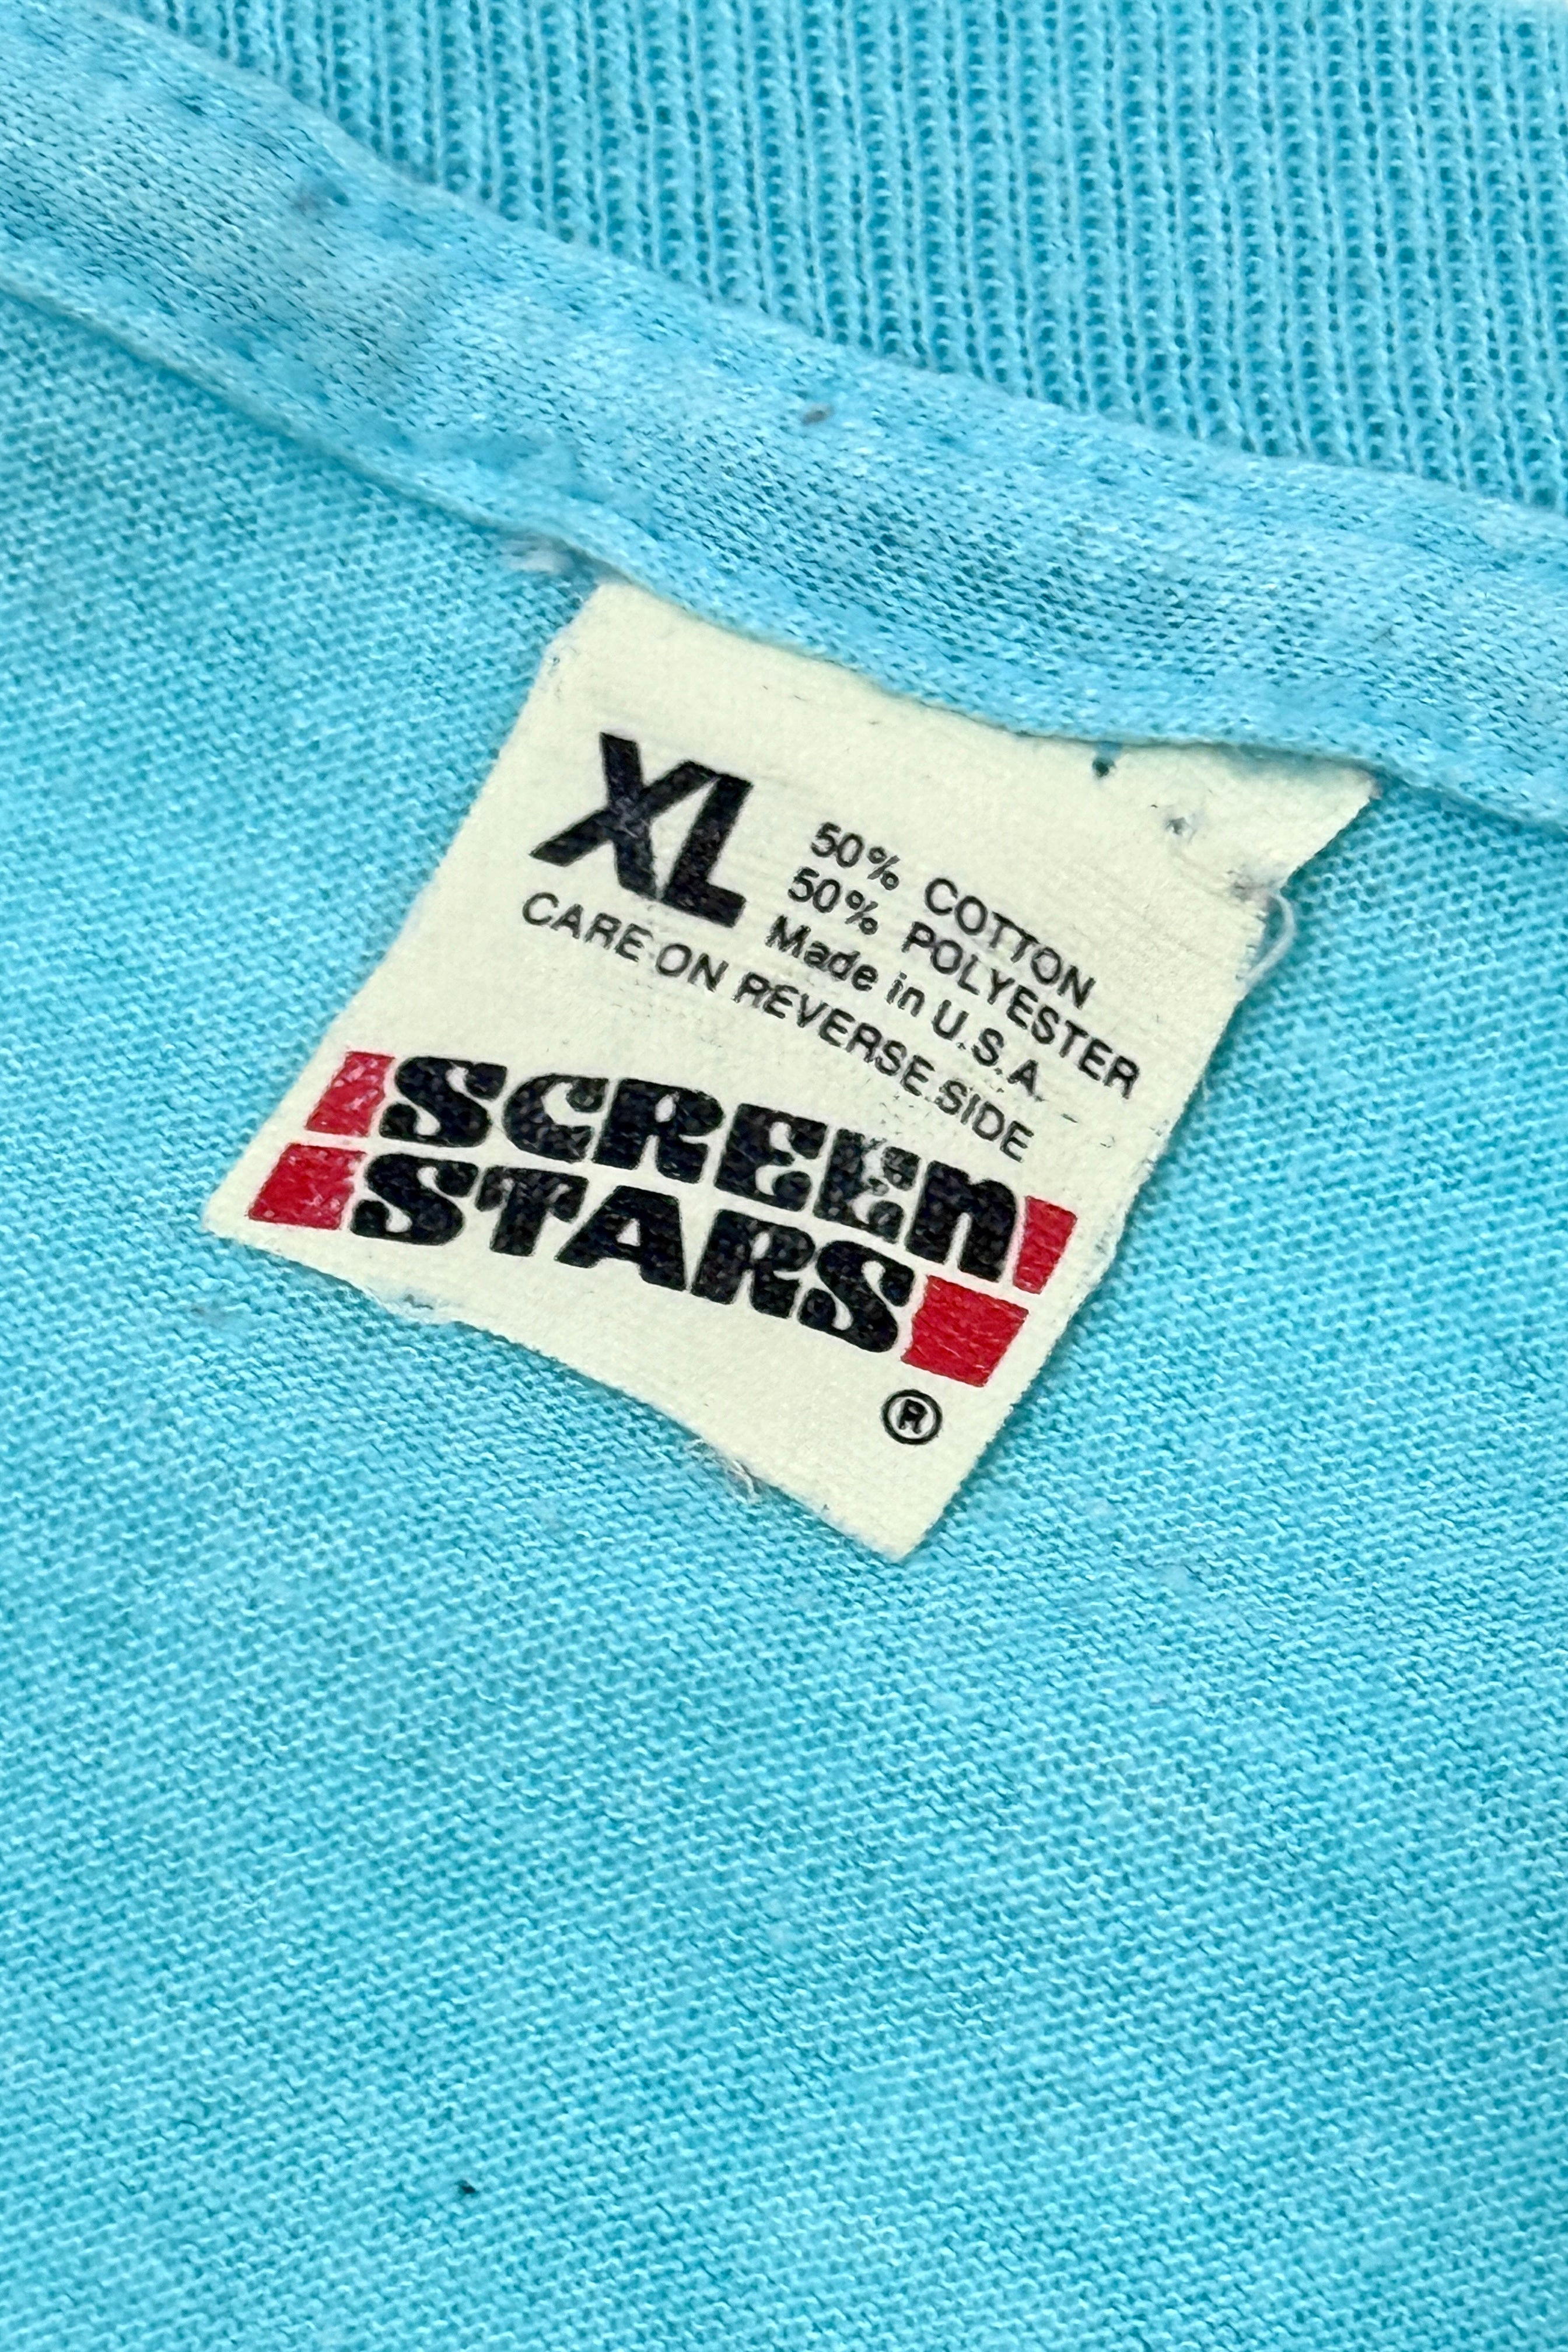 XL
50% COTTON
50% POLYESTER
Made in U.S.A.
CARE ON REVERSE SIDE
SCREEN
STARS
®